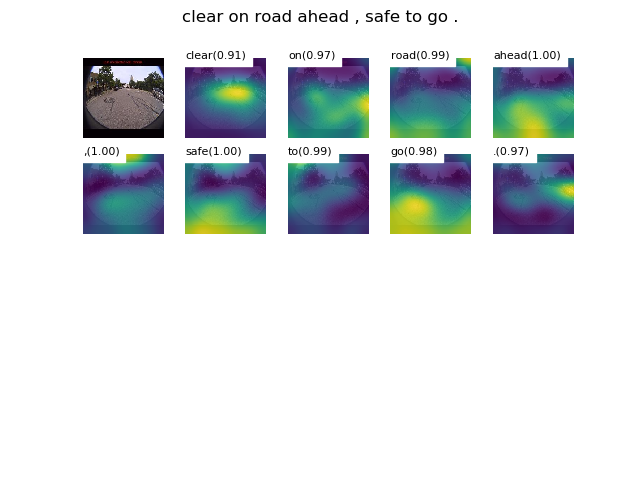 clear on road ahead , safe to go .
clear(0.91) on(0.97) road(0.99) ahead(1.00)
,(1.00) safe(1.00) to(0.99) go(0.98) .(0.97)